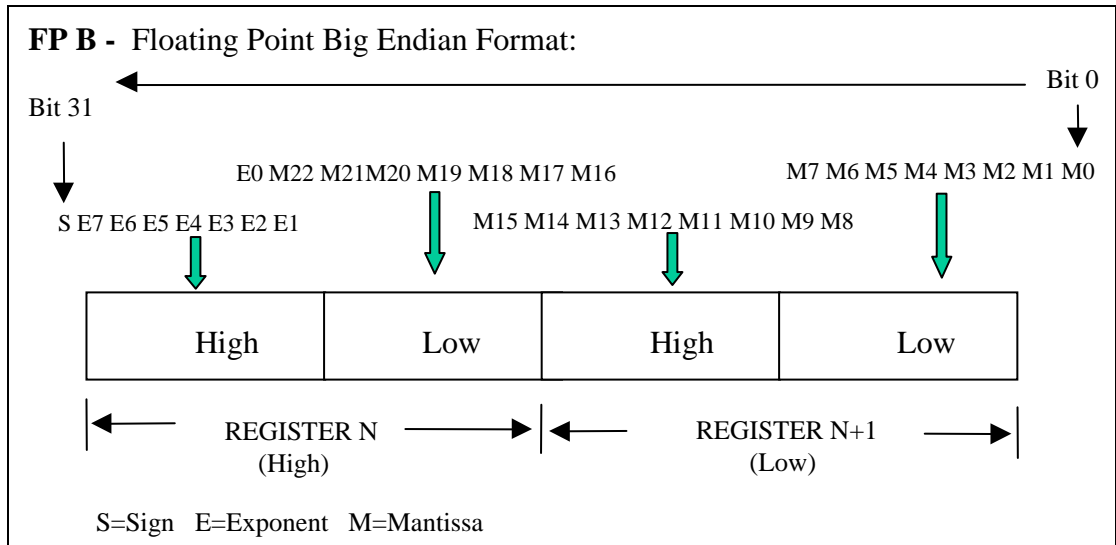 FP B - Floating Point Big Endian Format:
Bit 0
Bit 31
E0 M22 M21M20 M19 M18 M17 M16
M7 M6 M5 M4 M3 M2 M1 M0
S E7 E6 E5 E4 E3 E2 E1
M15 M14 M13 M12 M11 M10 M9 M8
High
Low
High
Low
REGISTER N
(High)
REGISTER N+1
(Low)
S=Sign E=Exponent M=Mantissa